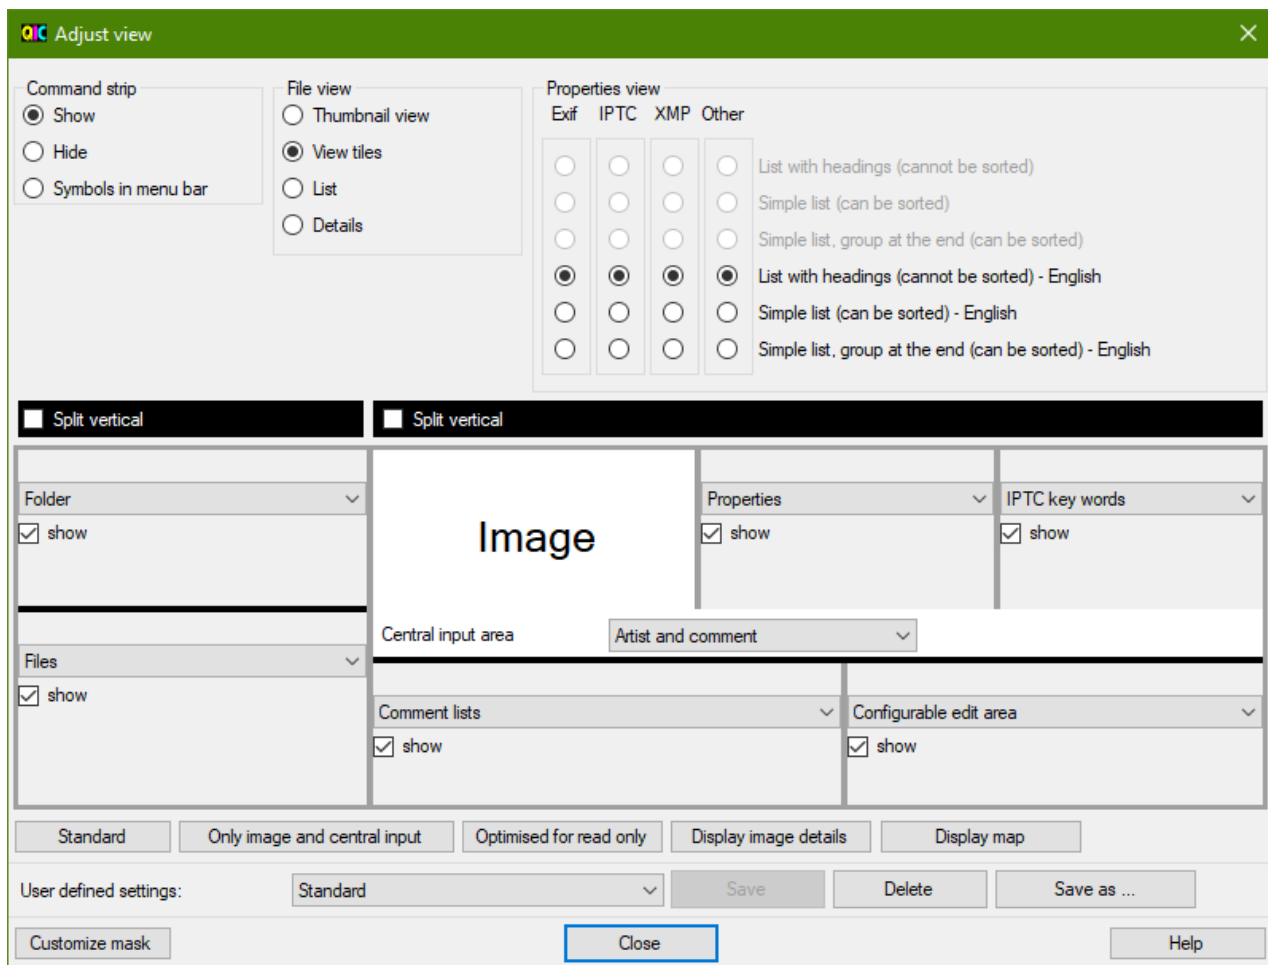 QIC Adjust view
Command strip
Show
Hide
Symbols in menu bar
File view
Thumbnail view
View tiles
List
Details
Properties view
Exif IPTC XMP Other
List with headings (cannot be sorted)
Simple list (can be sorted)
Simple list, group at the end (can be sorted)
List with headings (cannot be sorted) - English
Simple list (can be sorted) - English
Simple list, group at the end (can be sorted) - English
Split vertical
Split vertical
Folder
show
Files
show
Image
Properties
show
IPTC key words
show
Central input area Artist and comment
Comment lists
show
Configurable edit area
show
Standard Only image and central input Optimised for read only Display image details Display map
User defined settings: Standard Save Delete Save as ...
Customize mask Close Help